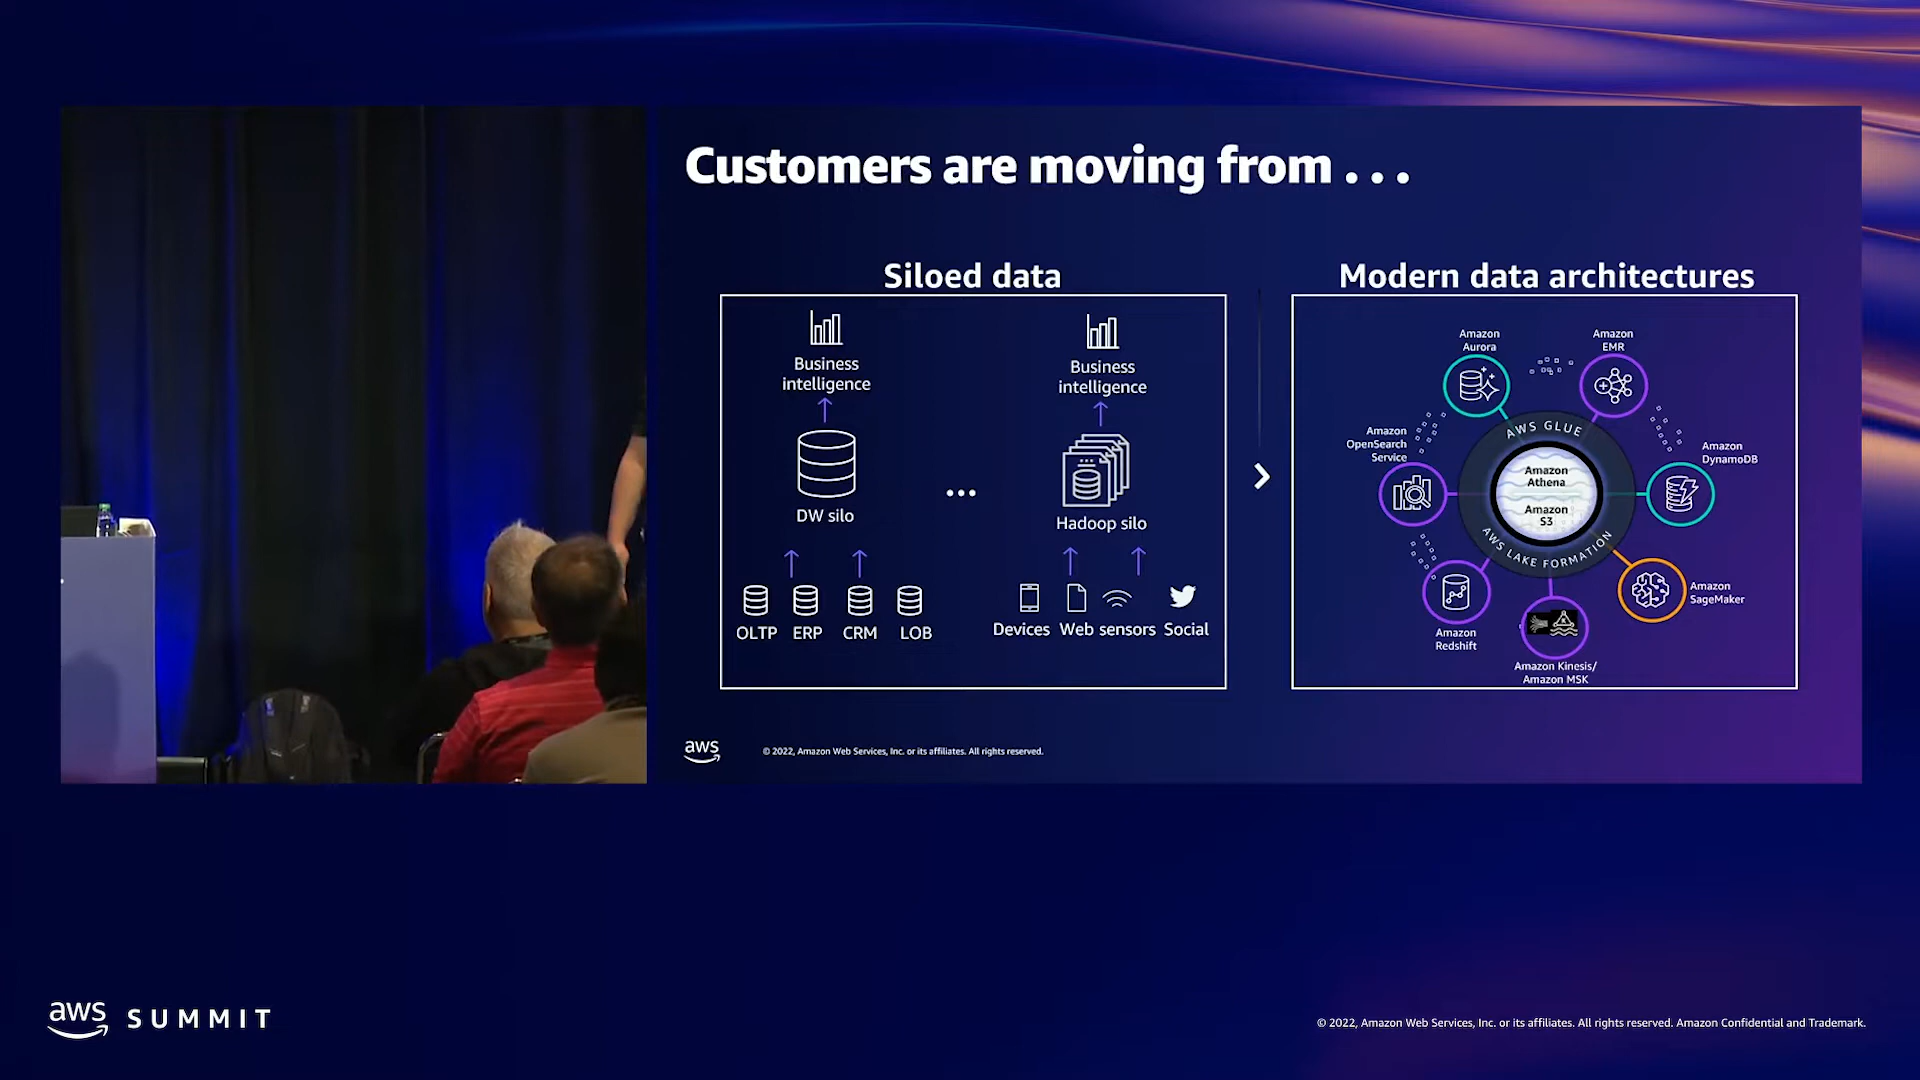 Customers are moving from . . .
Siloed data
Business
intelligence
DW silo
OLTP ERP CRM LOB
...
Business
intelligence
Hadoop silo
Devices Web sensors Social
Modern data architectures
Amazon
Aurora
Amazon
EMR
Amazon
OpenSearch
Service
Amazon
DynamoDB
AWS GLUE
Amazon
Athena
Amazon
S3
AWS LAKE FORMATION
Amazon
SageMaker
Amazon
Redshift
Amazon Kinesis/
Amazon MSK
aws
© 2022, Amazon Web Services, Inc. or its affiliates. All rights reserved.
aws SUMMIT
© 2022, Amazon Web Services, Inc. or its affiliates. All rights reserved. Amazon Confidential and Trademark.